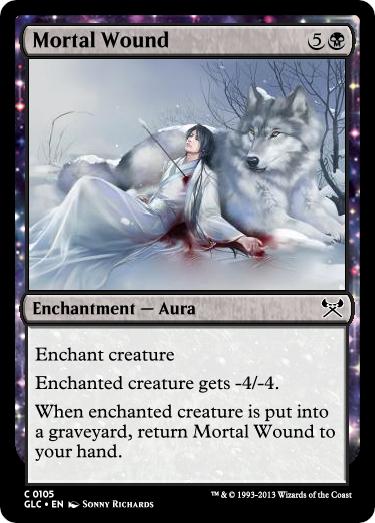 Mortal Wound 5
Enchantment — Aura
Enchant creature
Enchanted creature gets -4/-4.
When enchanted creature is put into
a graveyard, return Mortal Wound to
your hand.
C 0105
GLC • EN Sonny Richards
™ & © 1993-2013 Wizards of the Coast